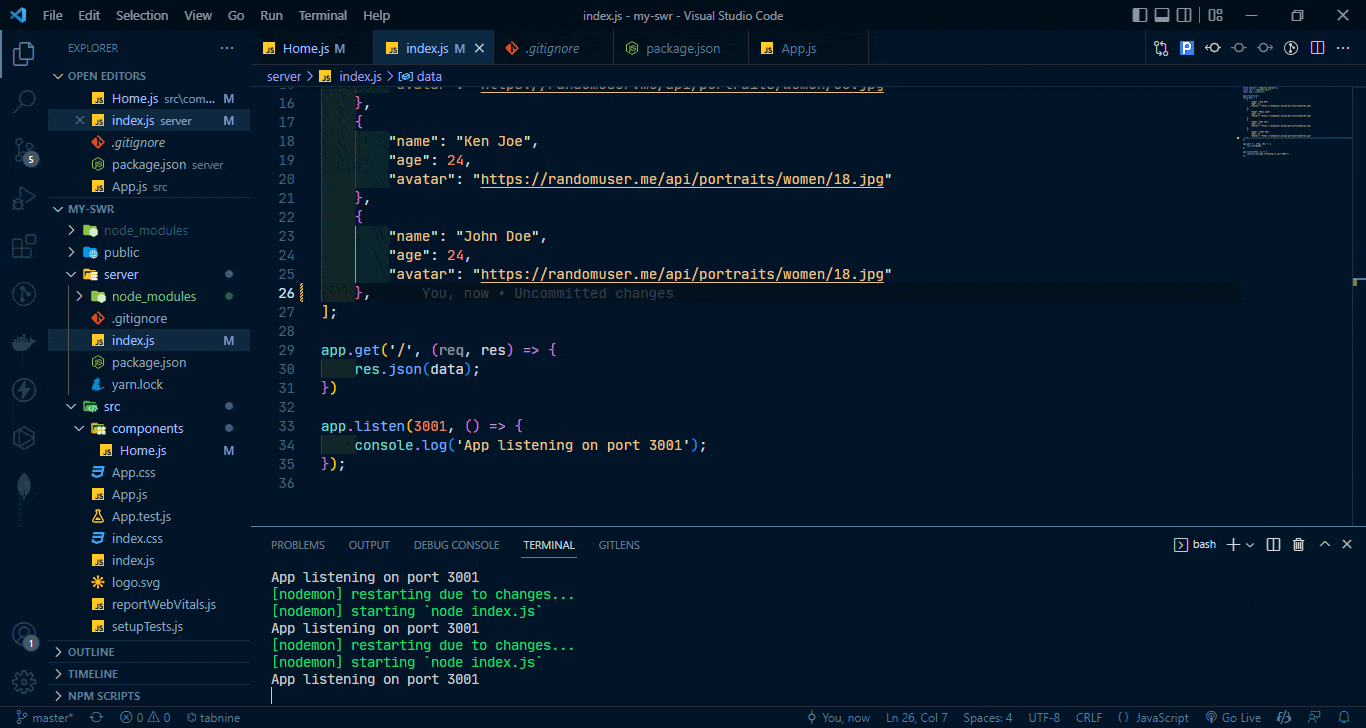 File Edit Selection View Go Run Terminal Help index.js - my-swr - Visual Studio Code
EXPLORER ···
OPEN EDITORS
Home.js src\com... M
index.js server M
.gitignore
package.json server
App.js src
MY-SWR
node_modules
public
server
node_modules
.gitignore
index.js M
package.json
yarn.lock
src
components
Home.js M
App.css
App.js
App.test.js
index.css
index.js
logo.svg
reportWebVitals.js
setupTests.js
OUTLINE
TIMELINE
NPM SCRIPTS
5
1
Home.js M index.js M .gitignore package.json App.js
server > index.js > data
16 },
17 {
18 "name": "Ken Joe",
19 "age": 24,
20 "avatar": "https://randomuser.me/api/portraits/women/18.jpg"
21 },
22 {
23 "name": "John Doe",
24 "age": 24,
25 "avatar": "https://randomuser.me/api/portraits/women/18.jpg"
26 }, You, now • Uncommitted changes
27 ];
28
29 app.get('/', (req, res) => {
30 res.json(data);
31 })
32
33 app.listen(3001, () => {
34 console.log('App listening on port 3001');
35 });
36
PROBLEMS OUTPUT DEBUG CONSOLE TERMINAL GITLENS bash
App listening on port 3001
[nodemon] restarting due to changes...
[nodemon] starting `node index.js`
App listening on port 3001
[nodemon] restarting due to changes...
[nodemon] starting `node index.js`
App listening on port 3001
master* 0 0 tabnine You, now Ln 26, Col 7 Spaces: 4 UTF-8 CRLF {} JavaScript Go Live